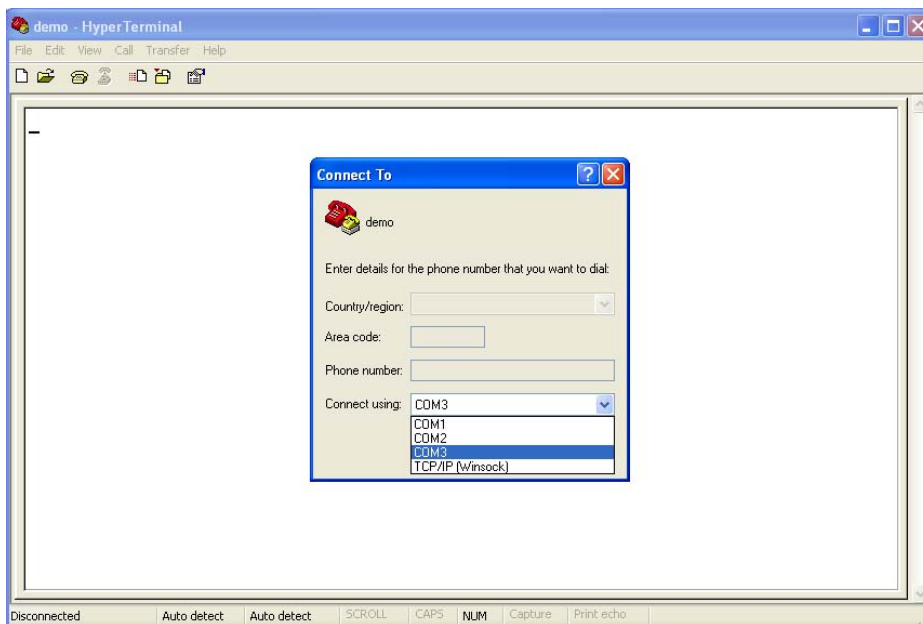 demo - HyperTerminal
File Edit View Call Transfer Help
Connect To
demo
Enter details for the phone number that you want to dial:
Country/region:
Area code:
Phone number:
Connect using: COM3
COM1
COM2
COM3
TCP/IP (Winsock)
Disconnected Auto detect Auto detect SCROLL CAPS NUM Capture Print echo